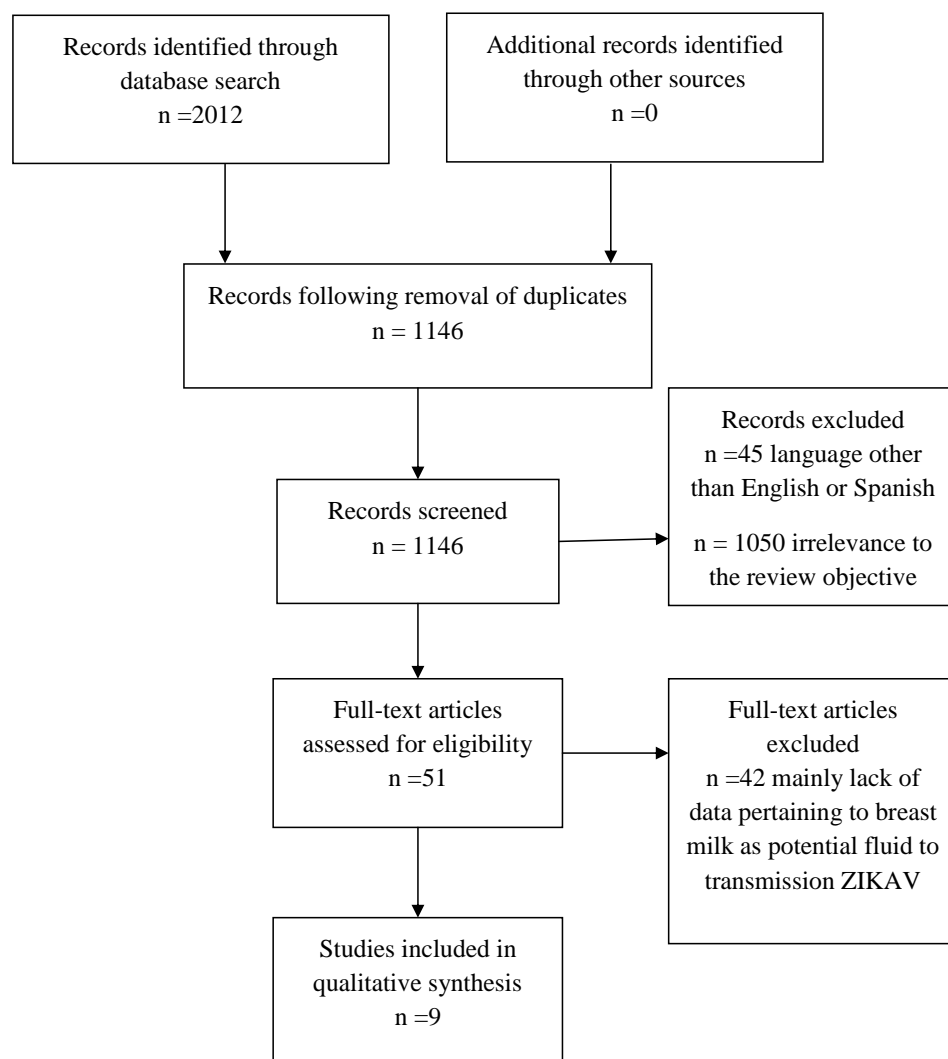 Records identified through
database search
n =2012
Additional records identified
through other sources
n =0
Records following removal of duplicates
n = 1146
Records screened
n = 1146
Records excluded
n =45 language other
than English or Spanish
n = 1050 irrelevance to
the review objective
Full-text articles
assessed for eligibility
n =51
Full-text articles
excluded
n =42 mainly lack of
data pertaining to breast
milk as potential fluid to
transmission ZIKAV
Studies included in
qualitative synthesis
n =9